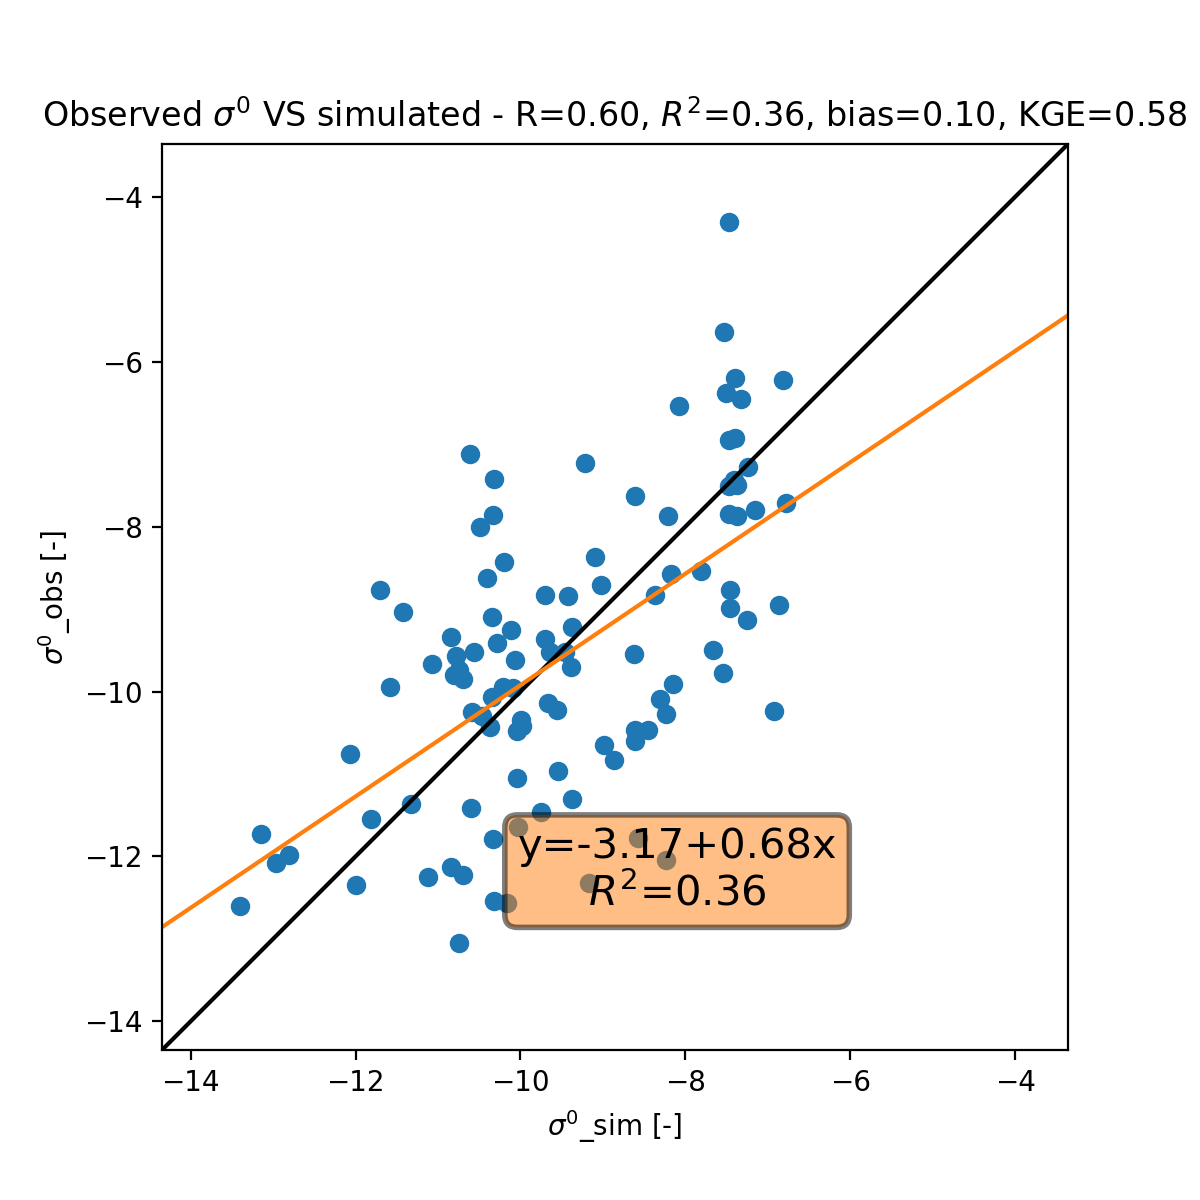 Observed σ⁰ VS simulated - R=0.60, R²=0.36, bias=0.10, KGE=0.58
−4
−6
−8
−10
−12
−14
σ⁰_obs [-]
y=-3.17+0.68x
R²=0.36
−14 −12 −10 −8 −6 −4
σ⁰_sim [-]